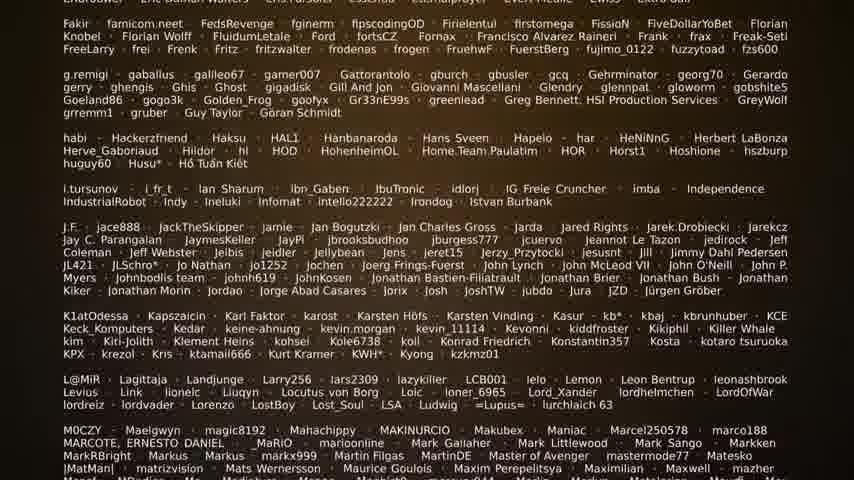 Fakir · famicom.neet · FedsRevenge · fginerm · fipscodingOD · Firielentul · firstomega · FissioN · FiveDollarYoBet · Florian
Knobel · Florian Wolff · FluidumLetale · Ford · fortsCZ · Fornax · Francisco Alvarez Raineri · Frank · frax · Freak-Seti
FreeLarry · frei · Frenk · Fritz · fritzwalter · frodenas · frogen · FruehwF · FuerstBerg · fujimo_0122 · fuzzytoad · fzs600
g.remigi · gaballus · galileo67 · gamer007 · Gattorantolo · gburch · gbusler · gcq · Gehrminator · georg70 · Gerardo
gerry · ghengis · Ghis · Ghost · gigadisk · Gill And Jon · Giovanni Mascellani · Glendry · glennpat · gloworm · gobshite5
Goeland86 · gogo3k · Golden_Frog · goofyx · Gr33nE99s · greenlead · Greg Bennett. HSI Production Services · GreyWolf
grremm1 · gruber · Guy Taylor · Göran Schmidt
habi · Hackerzfriend · Haksu · HAL1 · Hanbanaroda · Hans Sveen · Hapelo · har · HeNiNnG · Herbert LaBonza
Herve_Gaboriaud · Hildor · hl · HOD · HohenheimOL · Home.Team.Paulatim · HOR · Horst1 · Hoshione · hszburp
huguy60 · Husu* · Hồ Tuấn Kiêt
i.tursunov · i_fr_t · Ian Sharum · Ibn_Gaben · IbuTronic · idlorj · IG Freie Cruncher · imba · Independence
IndustrialRobot · Indy · Ineluki · Infomat · intello222222 · Irondog · Istvan Burbank
J.F. · jace888 · JackTheSkipper · jamie · Jan Bogutzki · Jan Charles Gross · Jarda · Jared Rights · Jarek.Drobiecki · Jarekcz
Jay C. Parangalan · JaymesKeller · JayPi · jbrooksbudhoo · jburgess777 · jcuervo · Jeannot Le Tazon · jedirock · Jeff
Coleman · Jeff Webster · Jeibis · jeidler · Jellybean · Jens · jeret15 · Jerzy_Przytocki · jesusnt · Jill · Jimmy Dahl Pedersen
JL421 · JLSchro* · Jo Nathan · jo1252 · Jochen · Joerg Frings-Fuerst · John Lynch · John McLeod VII · John O'Neill · John P.
Myers · Johnbodlis team · johnh619 · JohnKosen · Jonathan Bastien-Filiatrault · Jonathan Brier · Jonathan Bush · Jonathan
Kiker · Jonathan Morin · Jordao · Jorge Abad Casares · Jorix · Josh · JoshTW · jubdo · Jura · JZD · Jürgen Gröber
K1atOdessa · Kapszaicin · Karl Faktor · karost · Karsten Höfs · Karsten Vinding · Kasur · kb* · kbaj · kbrunhuber · KCE
Keck_Komputers · Kedar · keine-ahnung · kevin.morgan · kevin_11114 · Kevonni · kiddfroster · Kikiphil · Killer Whale
kim · Kiri-Jolith · Klement Heins · kohsei · Kole6738 · koll · Konrad Friedrich · Konstantin357 · Kosta · kotaro tsuruoka
KPX · krezol · Kris · ktamail666 · Kurt Kramer · KWH* · Kyong · kzkmz01
L@MiR · Lagittaja · Landjunge · Larry256 · lars2309 · lazykiller · LCB001 · lelo · Lemon · Leon Bentrup · leonashbrook
Levius · Link · lionelc · Liuqyn · Locutus von Borg · Loic · loner_6965 · Lord_Xander · lordhelmchen · LordOfWar
lordreiz · lordvader · Lorenzo · LostBoy · Lost_Soul · LSA · Ludwig · =Lupus= · lurchlaich 63
M0CZY · Maelgwyn · magic8192 · Mahachippy · MAKINURCIO · Makubex · Maniac · Marcel250578 · marco188
MARCOTE, ERNESTO DANIEL · _MaRiO · marioonline · Mark Gallaher · Mark Littlewood · Mark Sango · Markken
MarkRBright · Markus · Markus · markx999 · Martin Filgas · MartinDE · Master of Avenger · mastermode77 · Matesko
|MatMan| · matrizvision · Mats Wernersson · Maurice Goulois · Maxim Perepelitsya · Maximilian · Maxwell · mazher